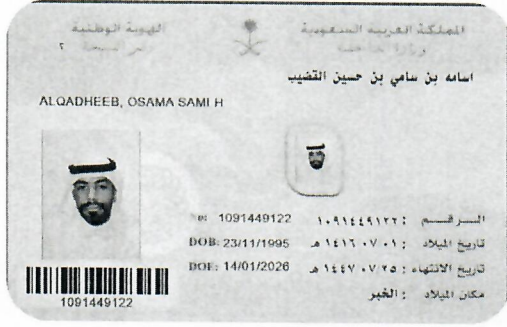 المملكة العربية السعودية
الهوية الوطنية
٢
اسامه بن سامي بن حسين القضيب
ALQADHEEB, OSAMA SAMI H
الرقم : ١٠٩١٤٤٩١٢٢ 1091449122
تاريخ الميلاد : ١٤١٦/٠٧/٠١ هـ DOB: 23/11/1995
تاريخ الانتهاء : ١٤٤٧/٠٧/٢٥ هـ DOE: 14/01/2026
مكان الميلاد : الخبر
1091449122